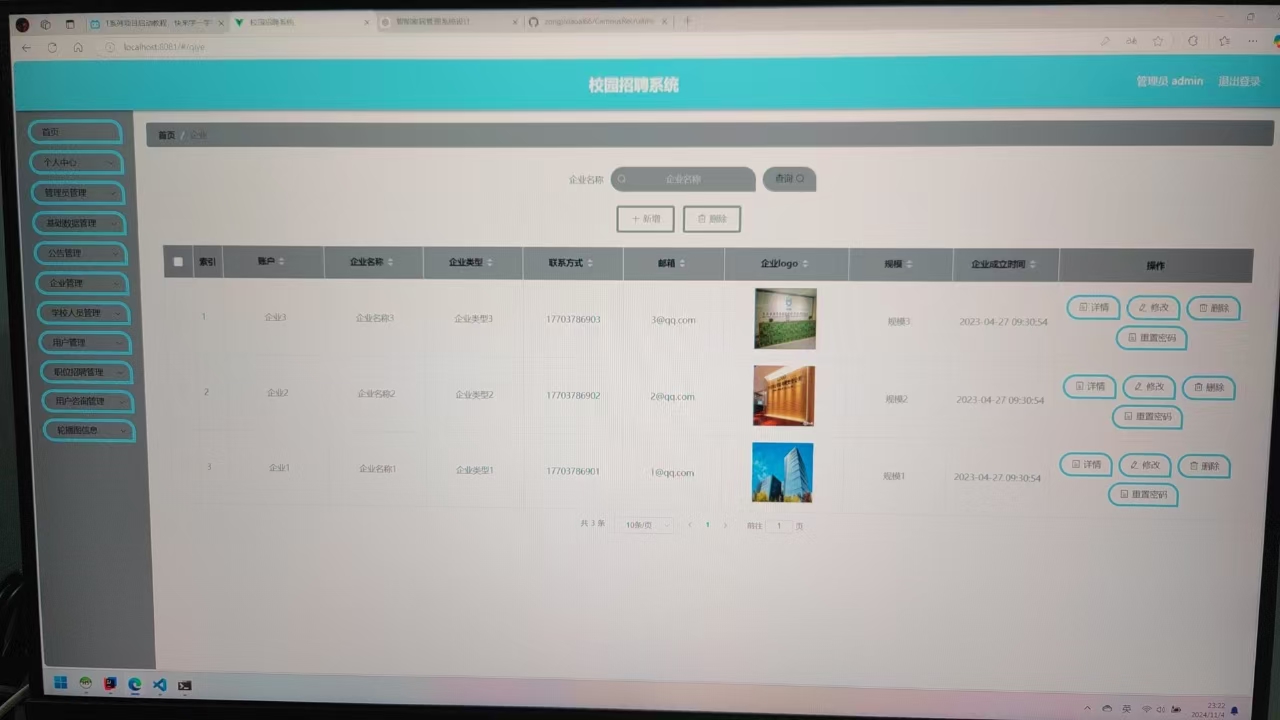 1系列项目启动教程，快来学一学
校园招聘系统
智能家居管理系统设计
localhost:8081/#/qiye
校园招聘系统
管理员 admin 退出登录
首页
个人中心
管理员管理
基础数据管理
公告管理
企业管理
学校人员管理
用户管理
职位招聘管理
用户咨询管理
轮播图信息
首页 / 企业
企业名称 企业名称 查询
+ 新增 删除
索引 账户 企业名称 企业类型 联系方式 邮箱 企业logo 规模 企业成立时间 操作
1 企业3 企业名称3 企业类型3 17703786903 3@qq.com 规模3 2023-04-27 09:30:54 详情 修改 删除
重置密码
2 企业2 企业名称2 企业类型2 17703786902 2@qq.com 规模2 2023-04-27 09:30:54 详情 修改 删除
重置密码
3 企业1 企业名称1 企业类型1 17703786901 1@qq.com 规模1 2023-04-27 09:30:54 详情 修改 删除
重置密码
共 3 条 10条/页 < 1 > 前往 1 页
英
23:22
2024/11/4